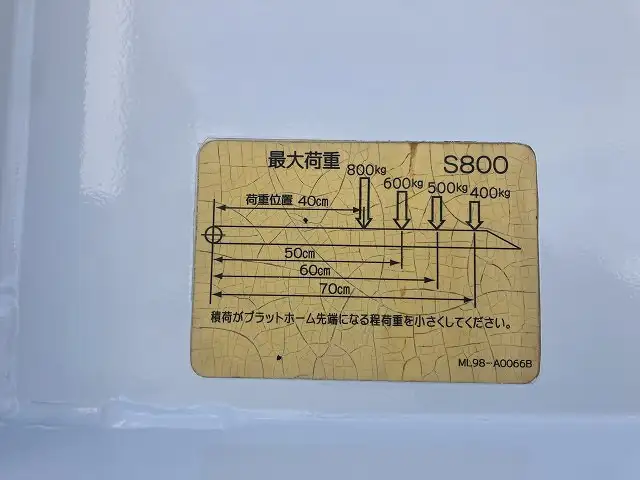 最大荷重
S800
800kg
600kg
500kg
400kg
荷重位置 40cm
50cm
60cm
70cm
積荷がプラットホーム先端になる程荷重を小さくしてください。
ML98-A0066B